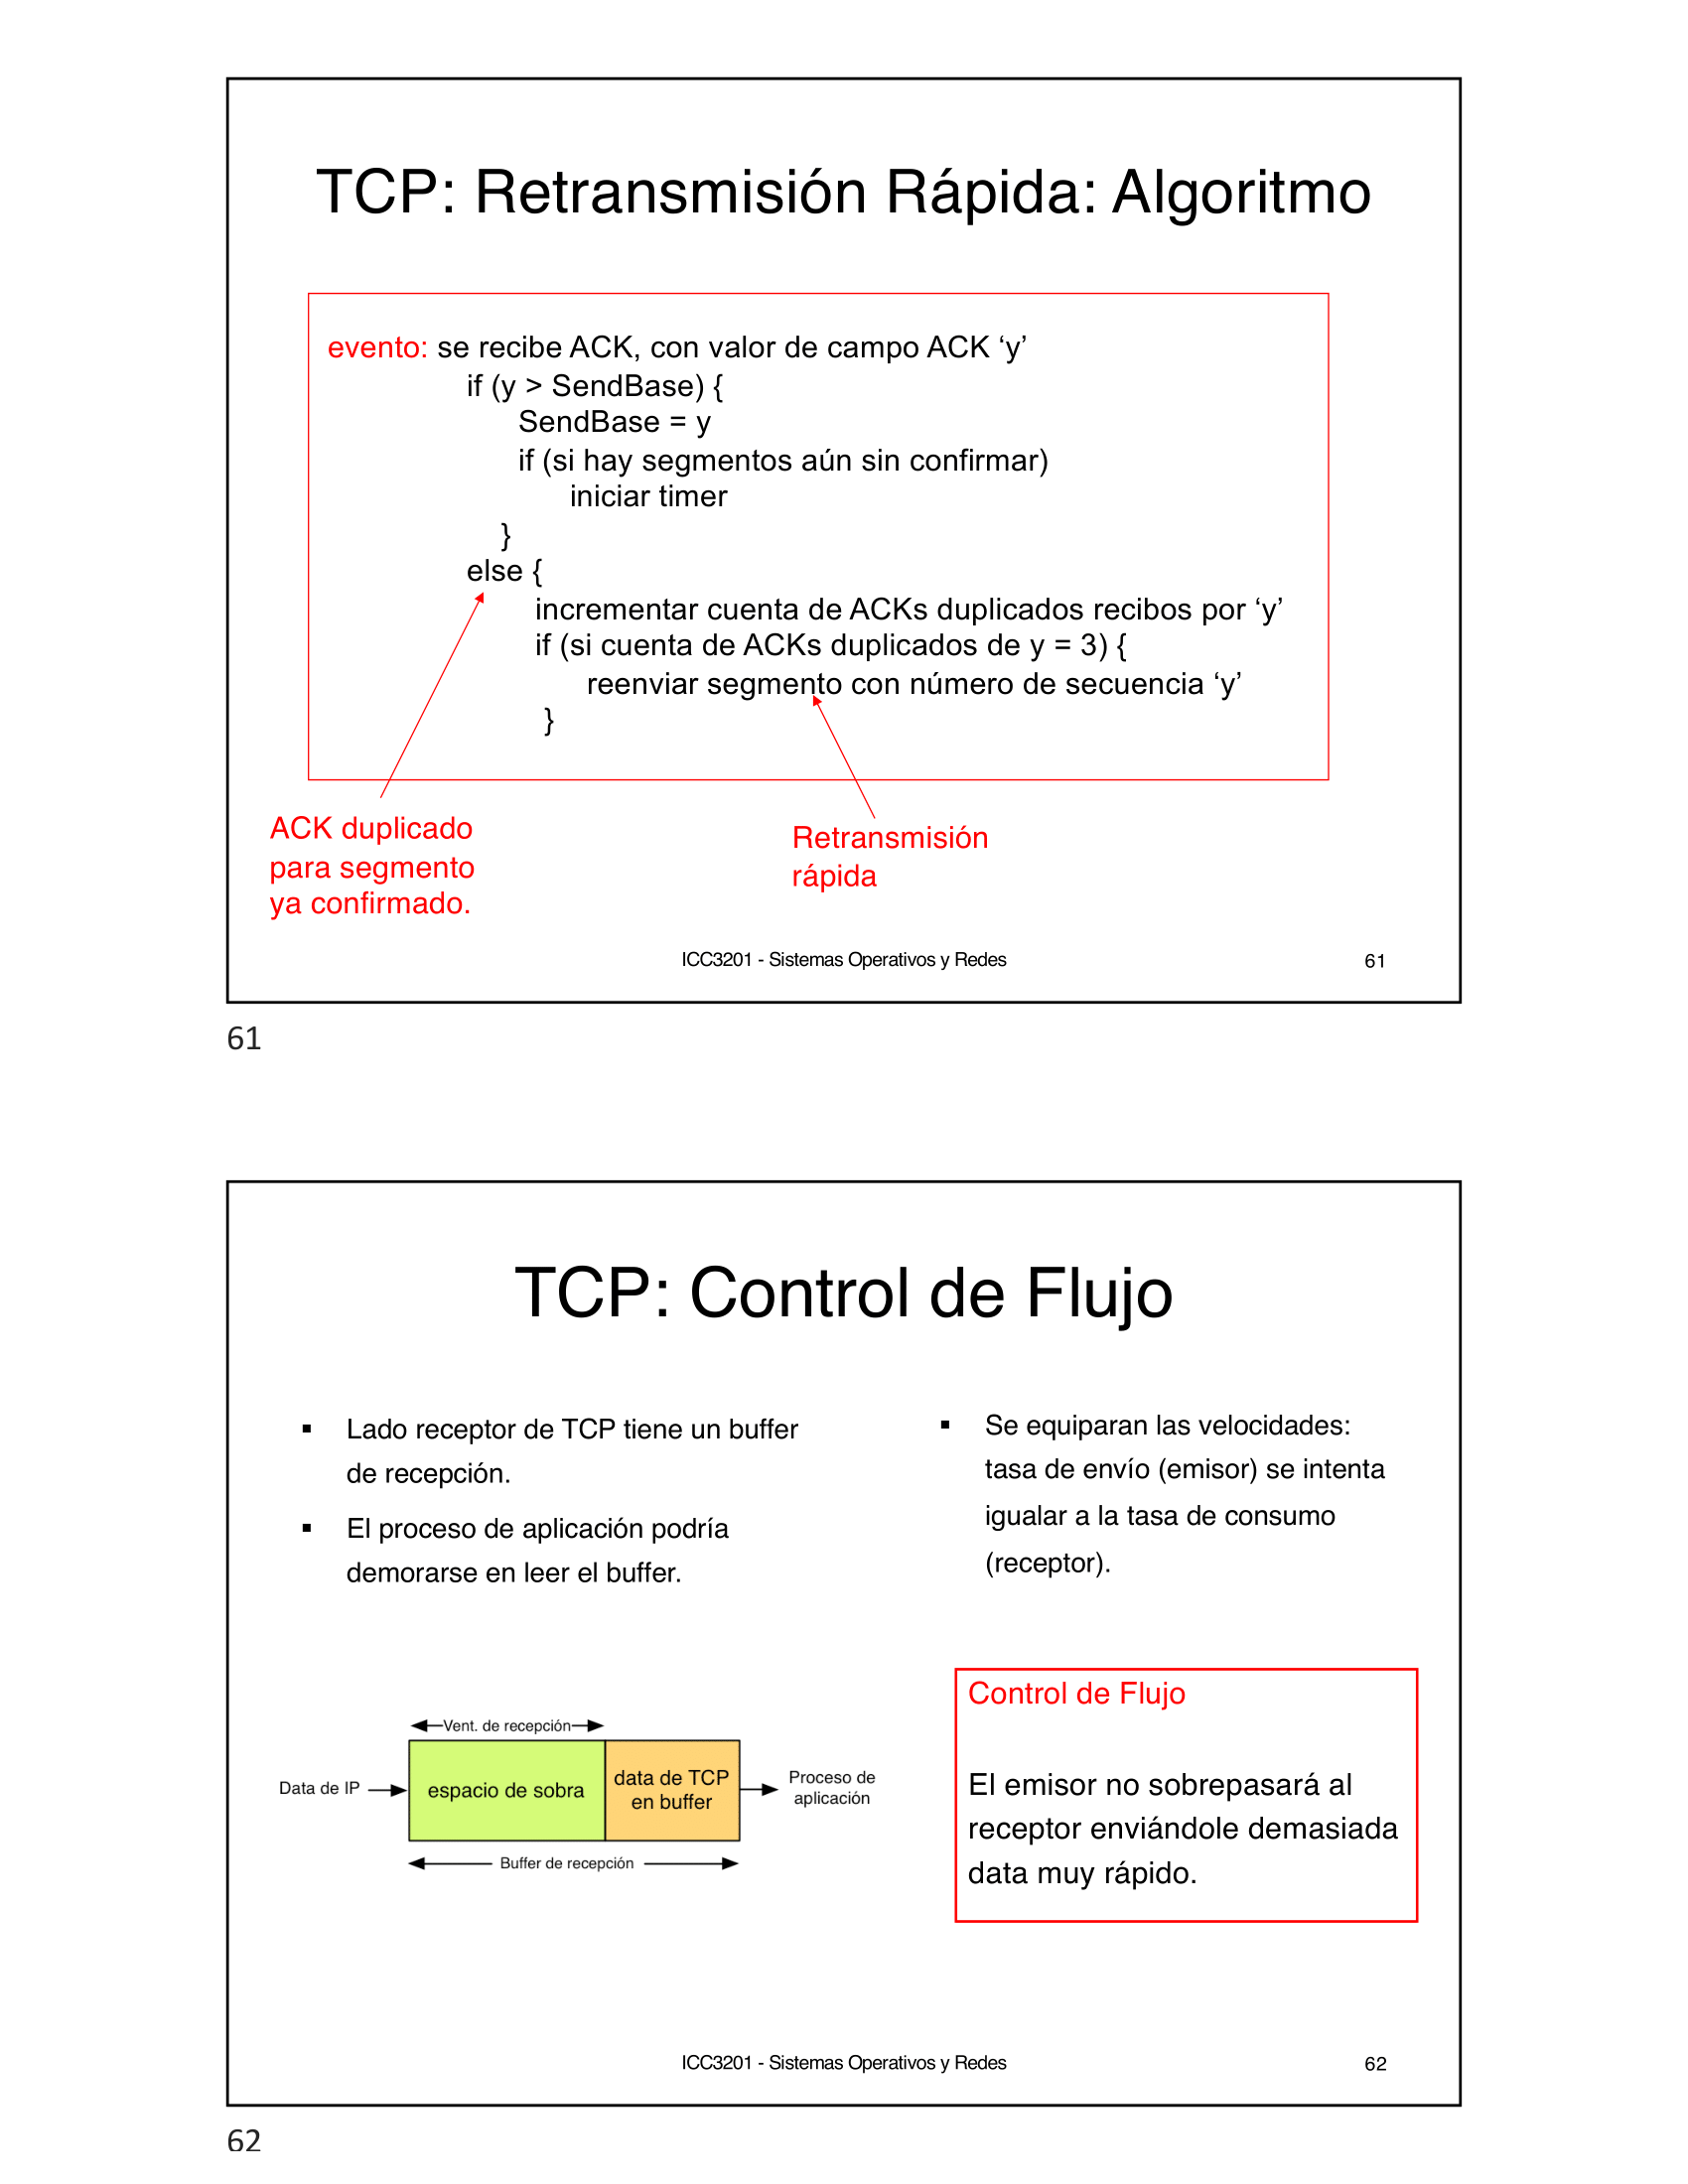 TCP: Retransmisión Rápida: Algoritmo
evento: se recibe ACK, con valor de campo ACK ‘y’
if (y > SendBase) {
SendBase = y
if (si hay segmentos aún sin confirmar)
iniciar timer
}
else {
incrementar cuenta de ACKs duplicados recibos por ‘y’
if (si cuenta de ACKs duplicados de y = 3) {
reenviar segmento con número de secuencia ‘y’
}
ACK duplicado
para segmento
ya confirmado.
Retransmisión
rápida
ICC3201 - Sistemas Operativos y Redes
61
61
TCP: Control de Flujo
▪ Lado receptor de TCP tiene un buffer
de recepción.
▪ El proceso de aplicación podría
demorarse en leer el buffer.
▪ Se equiparan las velocidades:
tasa de envío (emisor) se intenta
igualar a la tasa de consumo
(receptor).
Vent. de recepción
Data de IP
espacio de sobra
data de TCP
en buffer
Proceso de
aplicación
Buffer de recepción
Control de Flujo
El emisor no sobrepasará al
receptor enviándole demasiada
data muy rápido.
ICC3201 - Sistemas Operativos y Redes
62
62